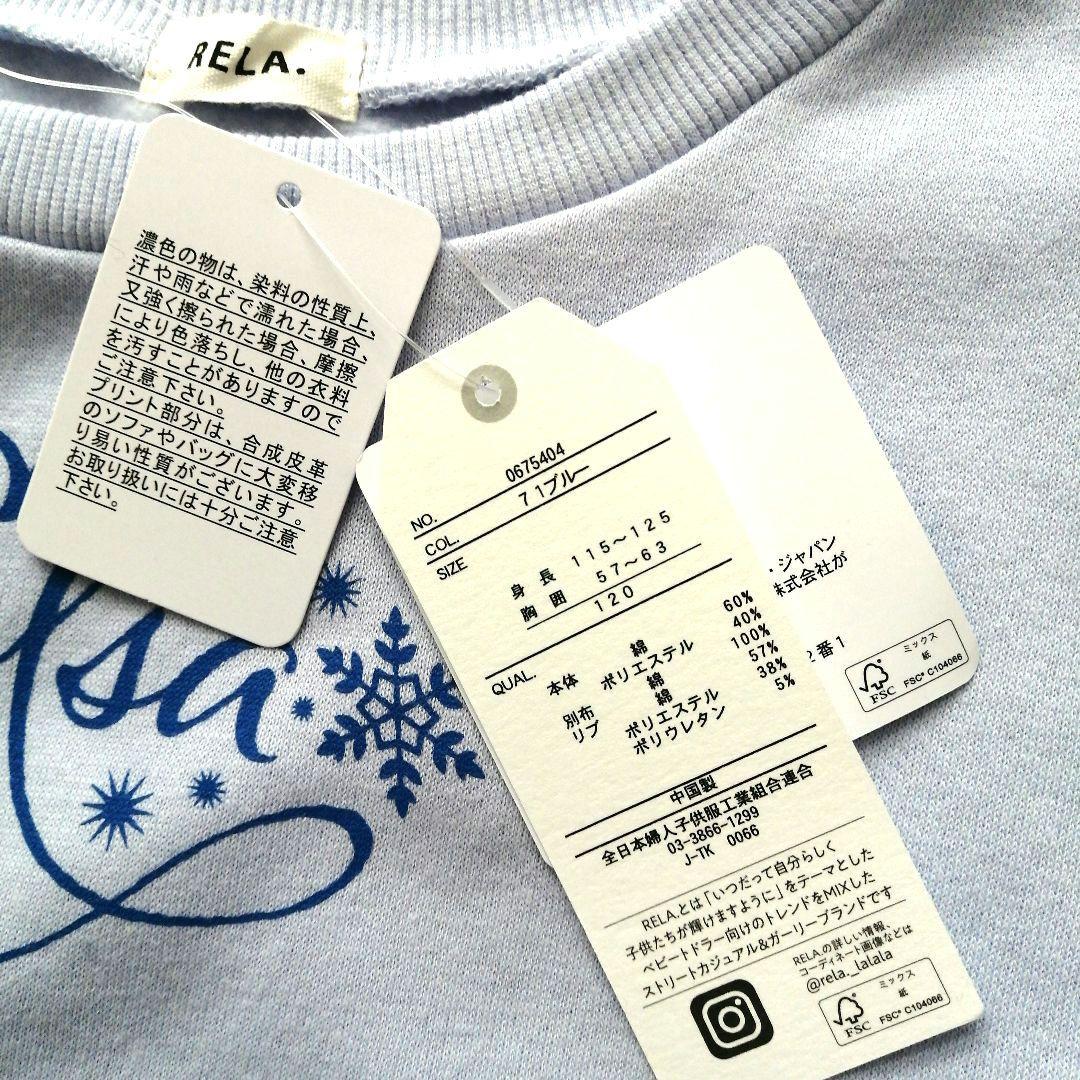 RELA.
濃色の物は、染料の性質上、
汗や雨などで濡れた場合、
又強く擦られた場合、摩擦
により色落ちし、他の衣料
を汚すことがありますので
ご注意下さい。
プリント部分は、合成皮革
のソファやバッグに大変移
り易い性質がございます。
お取り扱いには十分ご注意
下さい。
NO. 0675404
COL. 71ブルー
SIZE
身長 115～125
胸囲 57～63
120
QUAL.
本体 綿 60%
ポリエステル 40%
別布 綿 100%
リブ 綿 57%
ポリエステル 38%
ポリウレタン 5%
中国製
全日本婦人子供服工業組合連合
03-3866-1299
J-TK 0066
RELA.とは「いつだって自分らしく
子供たちが輝けますように」をテーマとした
ベビートドラー向けのトレンドをMIXした
ストリートカジュアル&ガーリーブランドです
RELA.の詳しい情報、
コーディネート画像などは
@rela._lalala
ミックス
紙
FSC
FSC® C104066
・ジャパン
株式会社が
2番1
ミックス
紙
FSC
FSC® C104066
lsa